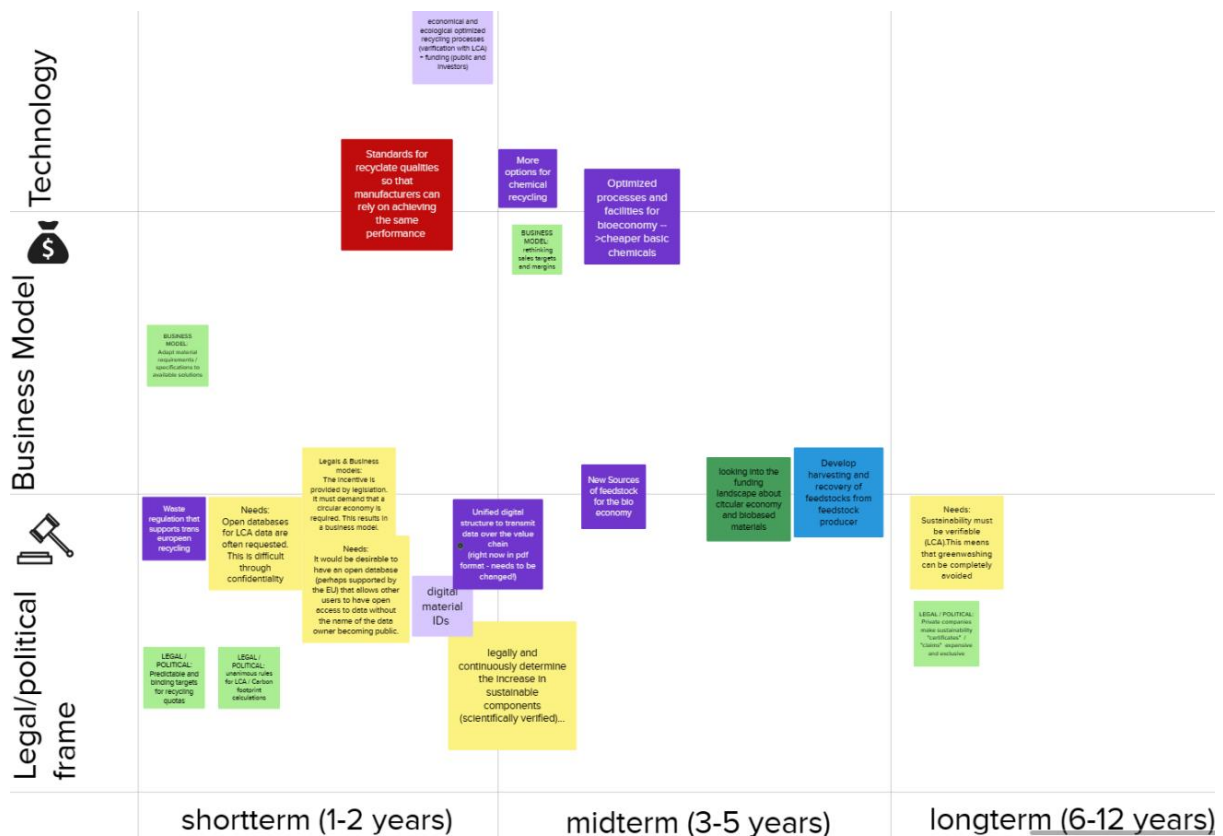 Technology
economical and
ecological optimized
recycling processes
(verification with LCA)
+ funding (public and
investors)
Standards for
recyclate qualities
so that
manufacturers can
rely on achieving
the same
performance
More
options for
chemical
recycling
Optimized
processes and
facilities for
bioeconomy --
>cheaper basic
chemicals
$
Business Model
BUSINESS
MODEL:
rethinking
sales targets
and margins
BUSINESS
MODEL:
Adapt material
requirements /
specifications to
available solutions
Legals & Business
models:
The incentive is
provided by legislation.
It must demand that a
circular economy is
required. This results in
a business model.
New Sources
of feedstock
for the bio
economy
looking into the
funding
landscape about
citcular economy
and biobased
materials
Develop
harvesting and
recovery of
feedstocks from
feedstock
producer
Legal/political
frame
Waste
regulation that
supports trans
european
recycling
Needs:
Open databases
for LCA data are
often requested.
This is difficult
through
confidentiality
Needs:
It would be desirable to
have an open database
(perhaps supported by
the EU) that allows other
users to have open
access to data without
the name of the data
owner becoming public.
Unified digital
structure to transmit
data over the value
chain
(right now in pdf
format - needs to
be changed!)
digital
material
IDs
Needs:
Sustainability must
be verifiable
(LCA).This means
that greenwashing
can be completely
avoided
LEGAL /
POLITICAL:
Predictable and
binding targets
for recycling
quotas
LEGAL /
POLITICAL:
unanimous rules
for LCA / Carbon
footprint
calculations
legally and
continuously determine
the increase in
sustainable
components
(scientifically verified)...
LEGAL / POLITICAL:
Private companies
make sustainability
"certificates" /
"claims" expensive
and exclusive
shortterm (1-2 years)
midterm (3-5 years)
longterm (6-12 years)